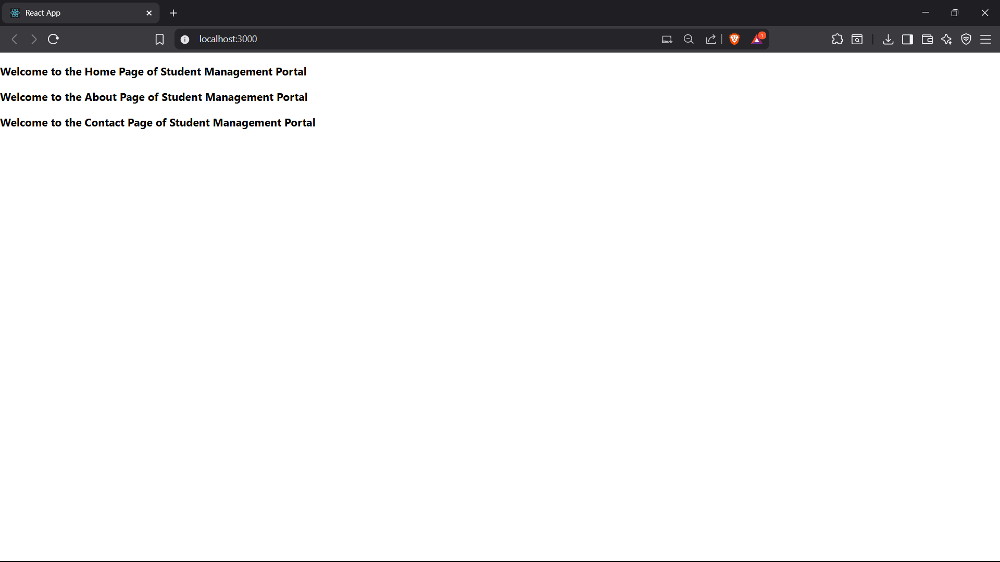 React App
localhost:3000
1
Welcome to the Home Page of Student Management Portal
Welcome to the About Page of Student Management Portal
Welcome to the Contact Page of Student Management Portal